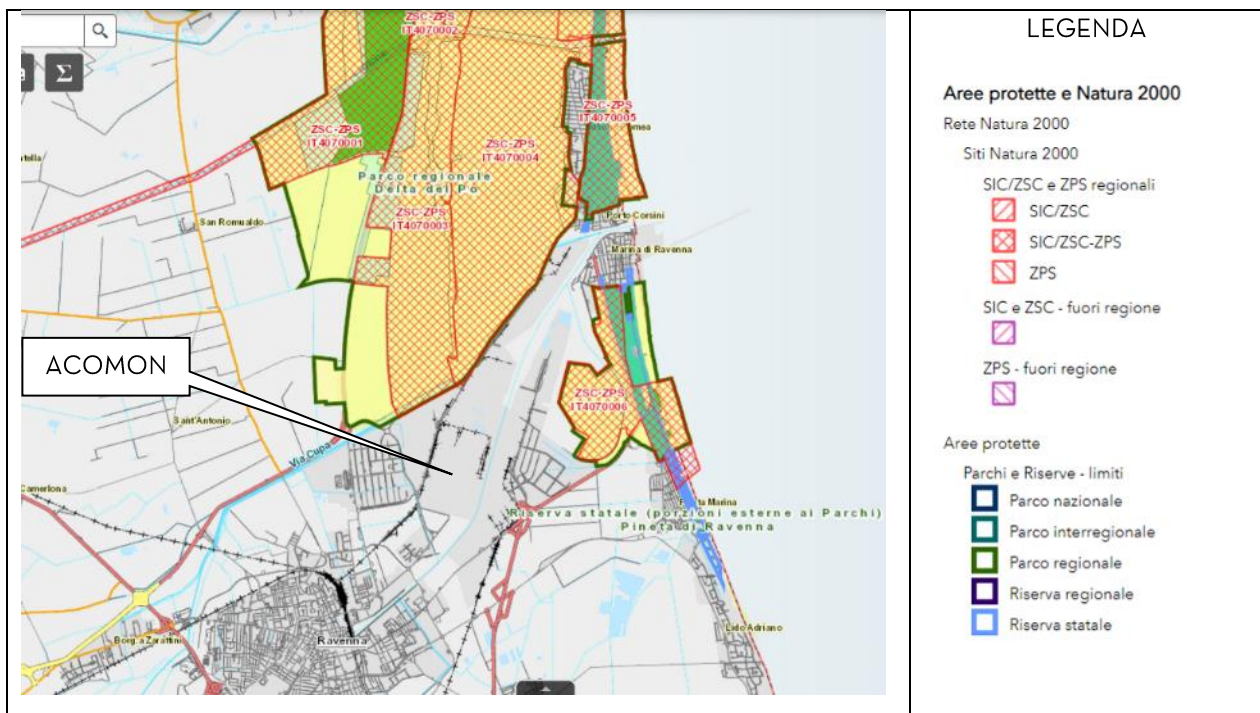 ZSC-ZPS
IT4070002
Σ
ZSC-ZPS
IT4070001
ZSC-ZPS
IT4070005
ZSC-ZPS
IT4070004
Parco regionale
Delta del Po
ZSC-ZPS
IT4070003
San Romualdo
Porto Corsini
Marina di Ravenna
ACOMON
ZSC-ZPS
IT4070006
Sant'Antonio
Via Cupa
Camerlona
Marina
Riserva statale (porzioni esterne ai Parchi)
Pineta di Ravenna
Ravenna
Lido Adriano
LEGENDA
Aree protette e Natura 2000
Rete Natura 2000
Siti Natura 2000
SIC/ZSC e ZPS regionali
SIC/ZSC
SIC/ZSC-ZPS
ZPS
SIC e ZSC - fuori regione
ZPS - fuori regione
Aree protette
Parchi e Riserve - limiti
Parco nazionale
Parco interregionale
Parco regionale
Riserva regionale
Riserva statale